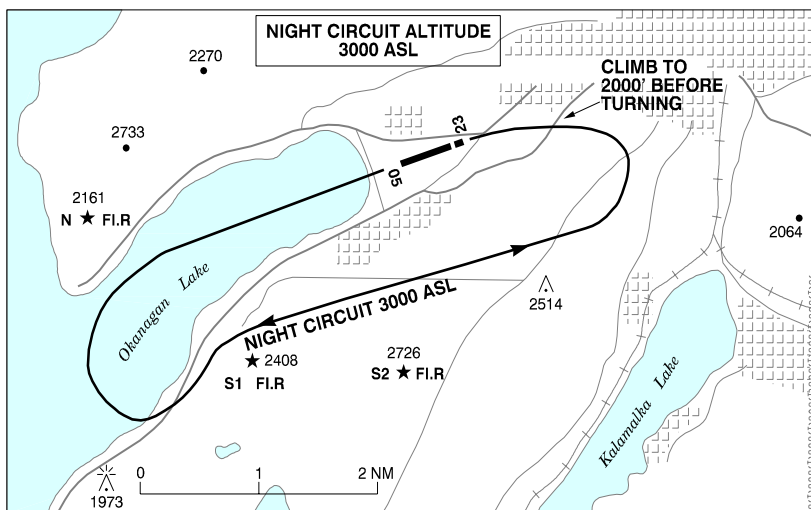 NIGHT CIRCUIT ALTITUDE
3000 ASL
2270
CLIMB TO
2000' BEFORE
TURNING
2733
23
05
2161
N Fl.R
2064
Okanagan Lake
2514
NIGHT CIRCUIT 3000 ASL
2408
S1 Fl.R
2726
S2 Fl.R
Kalamalka Lake
0 1 2 NM
1973